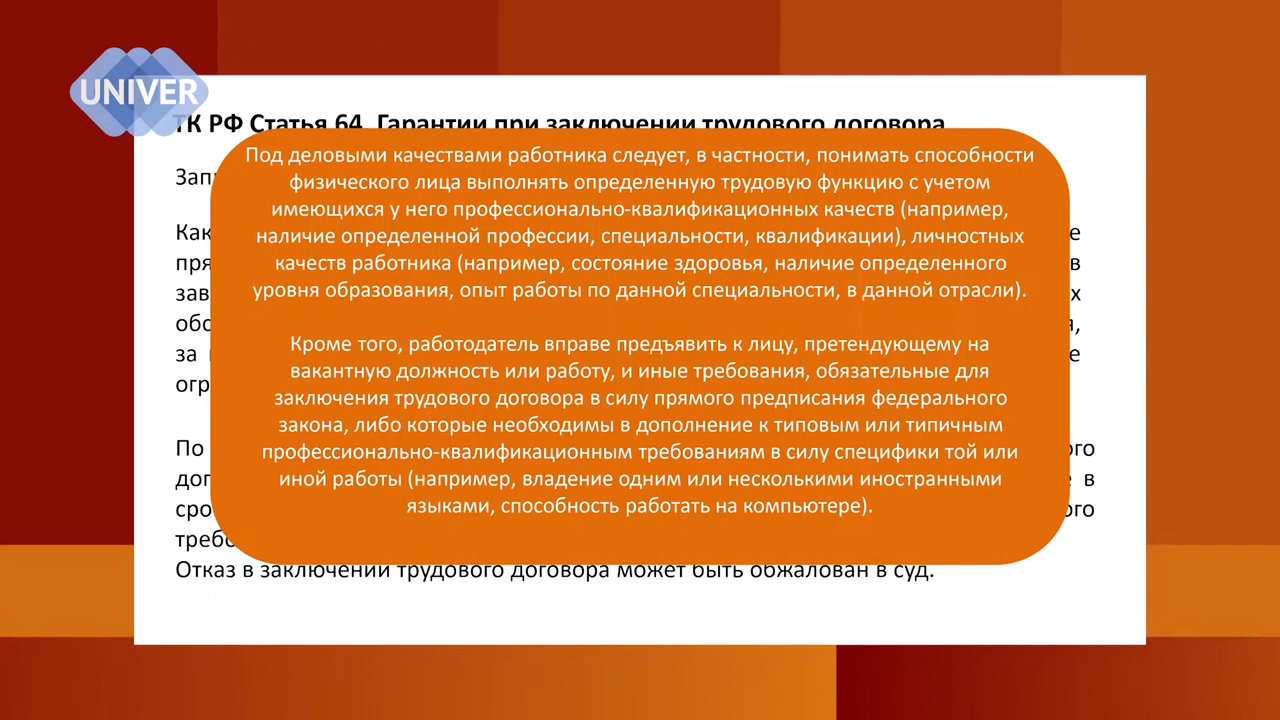 UNIVER
ТК РФ Статья 64. Гарантии при заключении трудового договора
Под деловыми качествами работника следует, в частности, понимать способности
физического лица выполнять определенную трудовую функцию с учетом
имеющихся у него профессионально-квалификационных качеств (например,
наличие определенной профессии, специальности, квалификации), личностных
качеств работника (например, состояние здоровья, наличие определенного
уровня образования, опыт работы по данной специальности, в данной отрасли).
Кроме того, работодатель вправе предъявить к лицу, претендующему на
вакантную должность или работу, и иные требования, обязательные для
заключения трудового договора в силу прямого предписания федерального
закона, либо которые необходимы в дополнение к типовым или типичным
профессионально-квалификационным требованиям в силу специфики той или
иной работы (например, владение одним или несколькими иностранными
языками, способность работать на компьютере).
По
в
за
в
Отказ в заключении трудового договора может быть обжалован в суд.